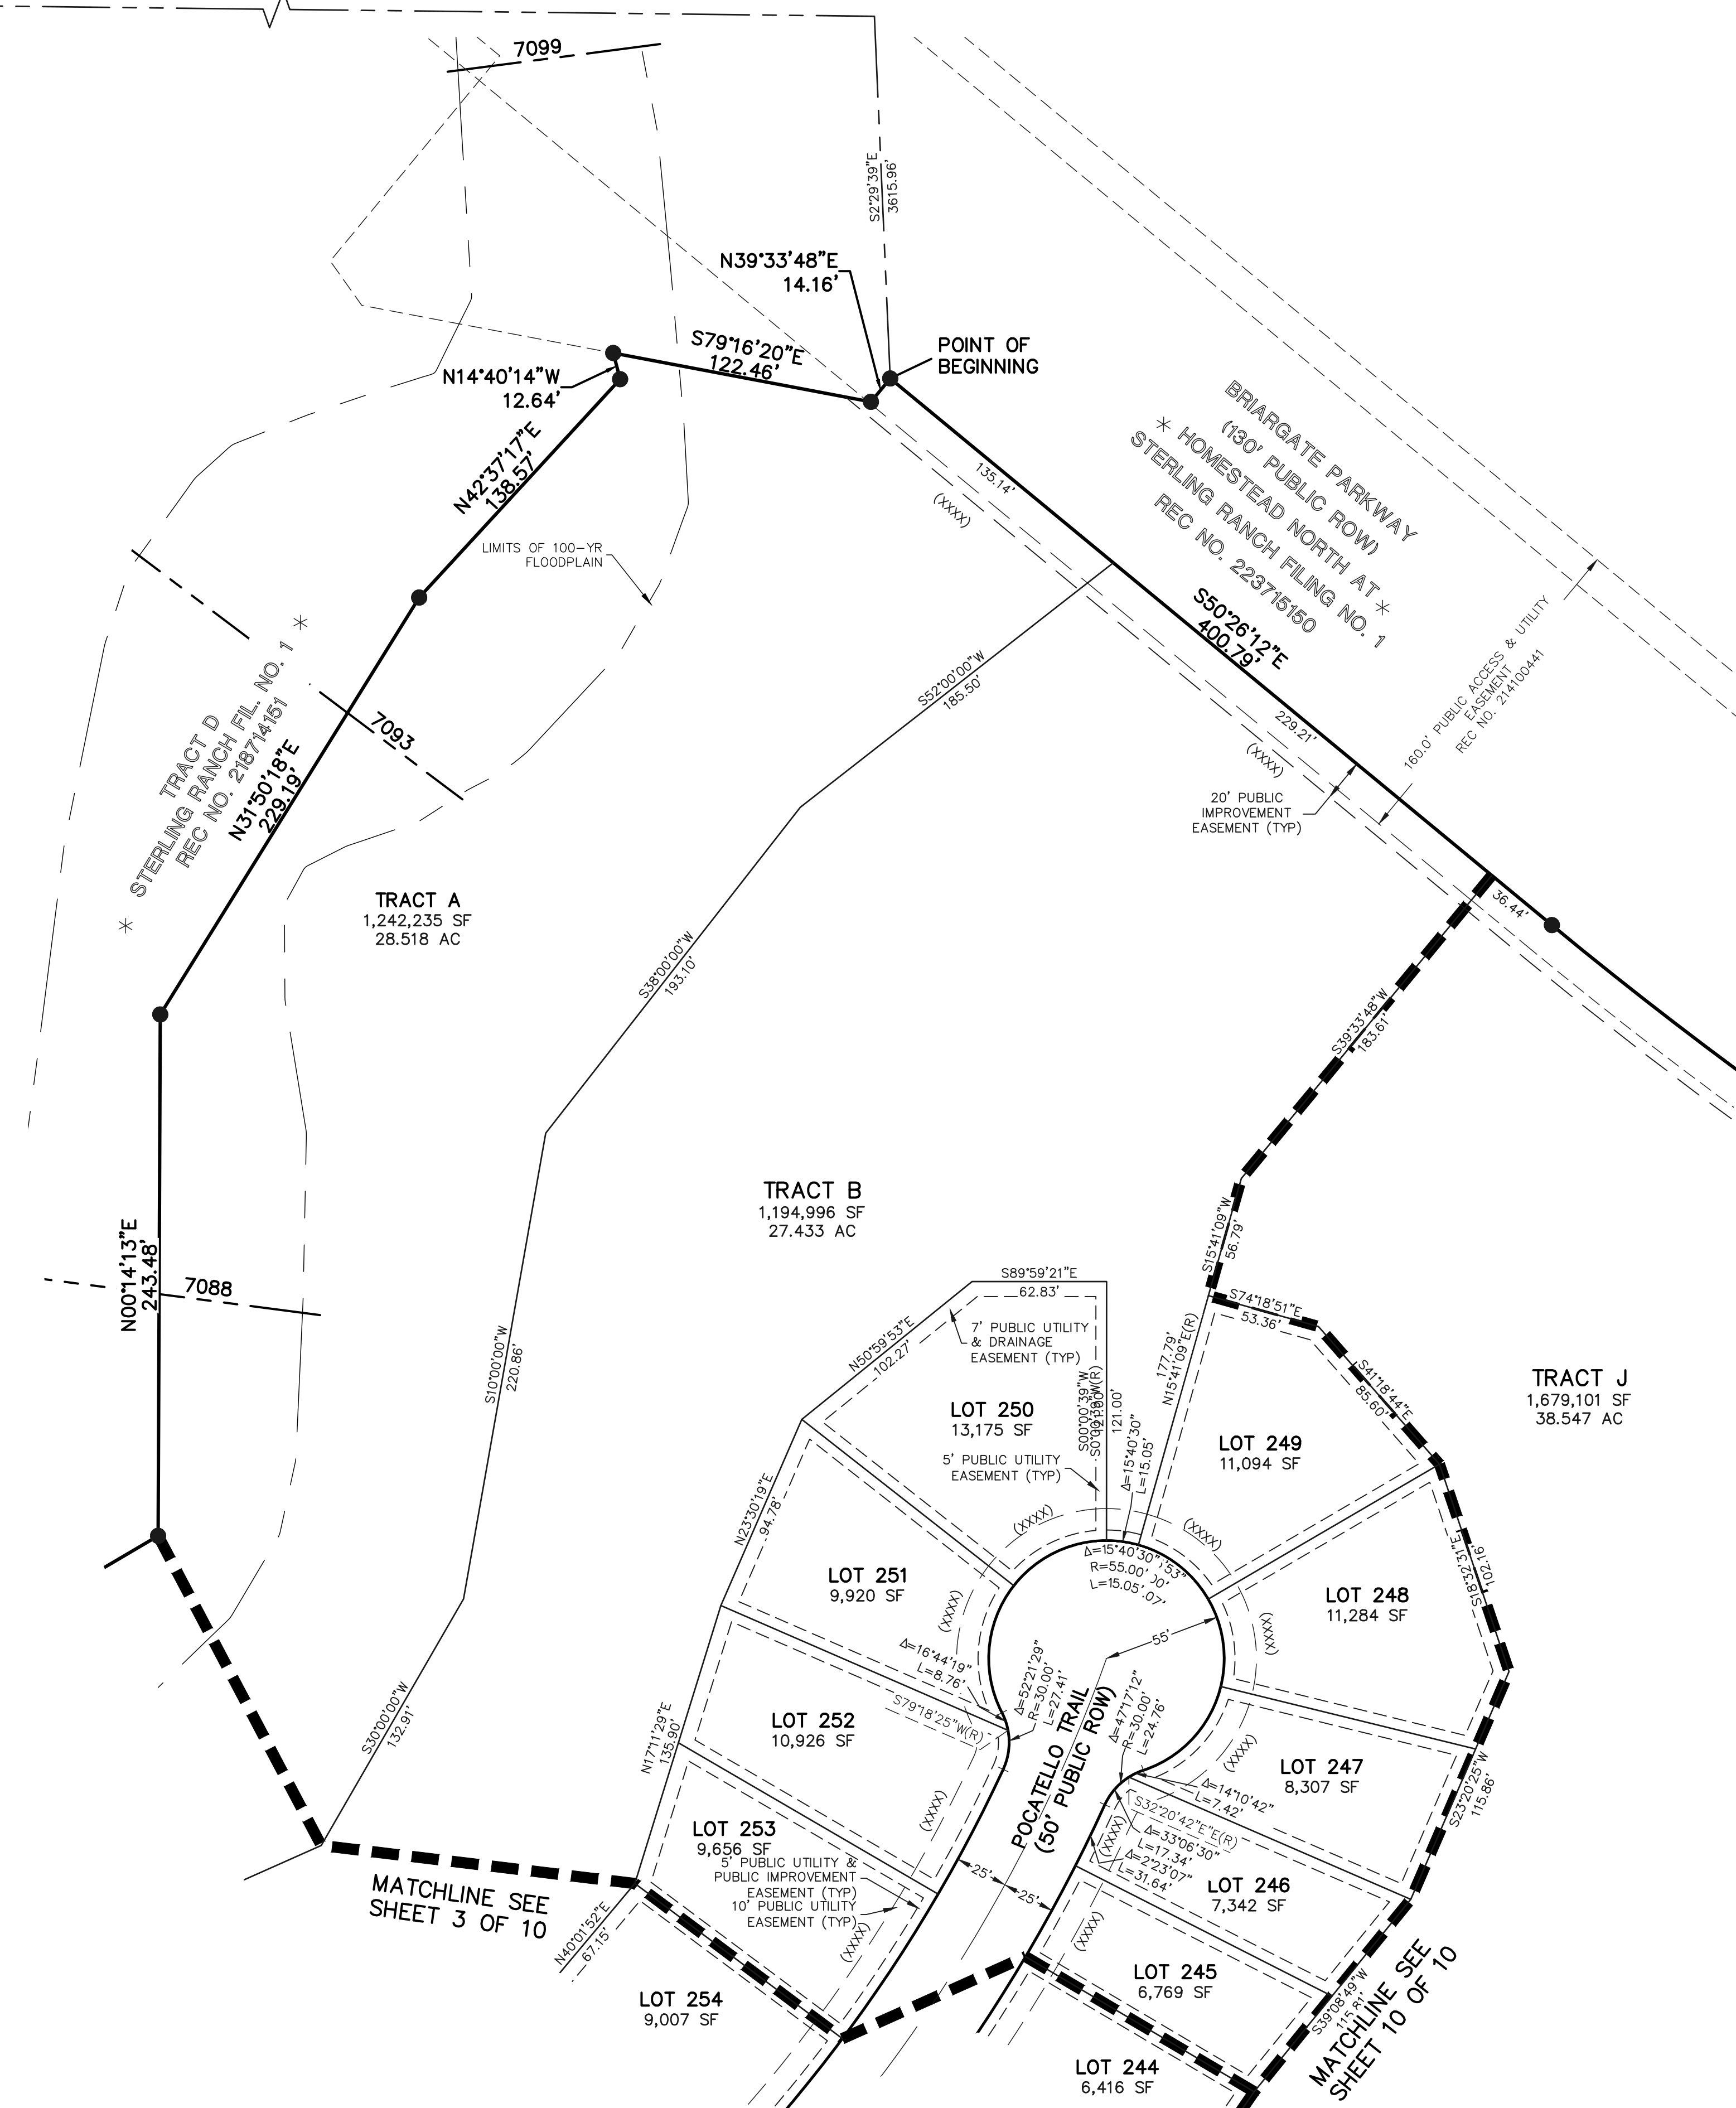 7099
S2°29'39"E
3615.96'
N39°33'48"E
14.16'
S79°16'20"E
122.46'
POINT OF
BEGINNING
N14°40'14"W
12.64'
N42°37'17"E
138.57'
LIMITS OF 100-YR
FLOODPLAIN
135.14'
(XXXX)
BRIARGATE PARKWAY
(130' PUBLIC ROW)
* HOMESTEAD NORTH AT *
STERLING RANCH FILING NO. 1
REC NO. 223715150
S50°26'12"E
400.79'
160.0' PUBLIC ACCESS & UTILITY
EASEMENT
REC NO. 214100441
S52°00'00"W
185.50'
229.21'
(XXXX)
20' PUBLIC
IMPROVEMENT
EASEMENT (TYP)
36.44'
TRACT D
* STERLING RANCH FIL. NO. 1 *
REC NO. 218714151
N31°50'18"E
229.19'
7093
TRACT A
1,242,235 SF
28.518 AC
S38°00'00"W
193.10'
S39°33'48"W
183.61'
N00°14'13"E
243.48'
7088
TRACT B
1,194,996 SF
27.433 AC
S10°00'00"W
220.86'
S15°41'09"W
56.79'
S74°18'51"E
53.36'
S41°18'44"E
85.60'
TRACT J
1,679,101 SF
38.547 AC
S89°59'21"E
62.83'
N50°59'53"E
102.27'
7' PUBLIC UTILITY
& DRAINAGE
EASEMENT (TYP)
S00°00'39"W
121.00'
177.79'
N15°41'09"E(R)
Δ=15°40'30"
L=15.05'
LOT 250
13,175 SF
5' PUBLIC UTILITY
EASEMENT (TYP)
LOT 249
11,094 SF
(XXXX)
(XXXX)
N23°30'19"E
94.78'
LOT 251
9,920 SF
(XXXX)
Δ=15°40'30"
R=55.00'
L=15.05'
55'
(XXXX)
LOT 248
11,284 SF
S18°32'31"E
102.16'
Δ=16°44'19"
L=8.76'
S79°18'25"W(R)
Δ=52°21'29"
R=30.00'
L=27.41'
Δ=47°17'12"
R=30.00'
L=24.76'
S30°00'00"W
132.91'
N17°11'29"E
135.90'
LOT 252
10,926 SF
(XXXX)
POCATELLO TRAIL
(50' PUBLIC ROW)
(XXXX)
LOT 247
8,307 SF
S23°20'25"W
115.86'
Δ=14°10'42"
L=7.42'
S32°20'42"E
E(R)
Δ=33°06'30"
L=17.34'
Δ=2°23'07"
L=31.64'
(XXXX)
LOT 253
9,656 SF
5' PUBLIC UTILITY &
PUBLIC IMPROVEMENT
EASEMENT (TYP)
10' PUBLIC UTILITY
EASEMENT (TYP)
(XXXX)
25'
25'
LOT 246
7,342 SF
(XXXX)
MATCHLINE SEE
SHEET 3 OF 10
N40°01'52"E
67.15'
LOT 254
9,007 SF
LOT 245
6,769 SF
S39°08'49"W
115.81'
MATCHLINE SEE
SHEET 10 OF 10
LOT 244
6,416 SF